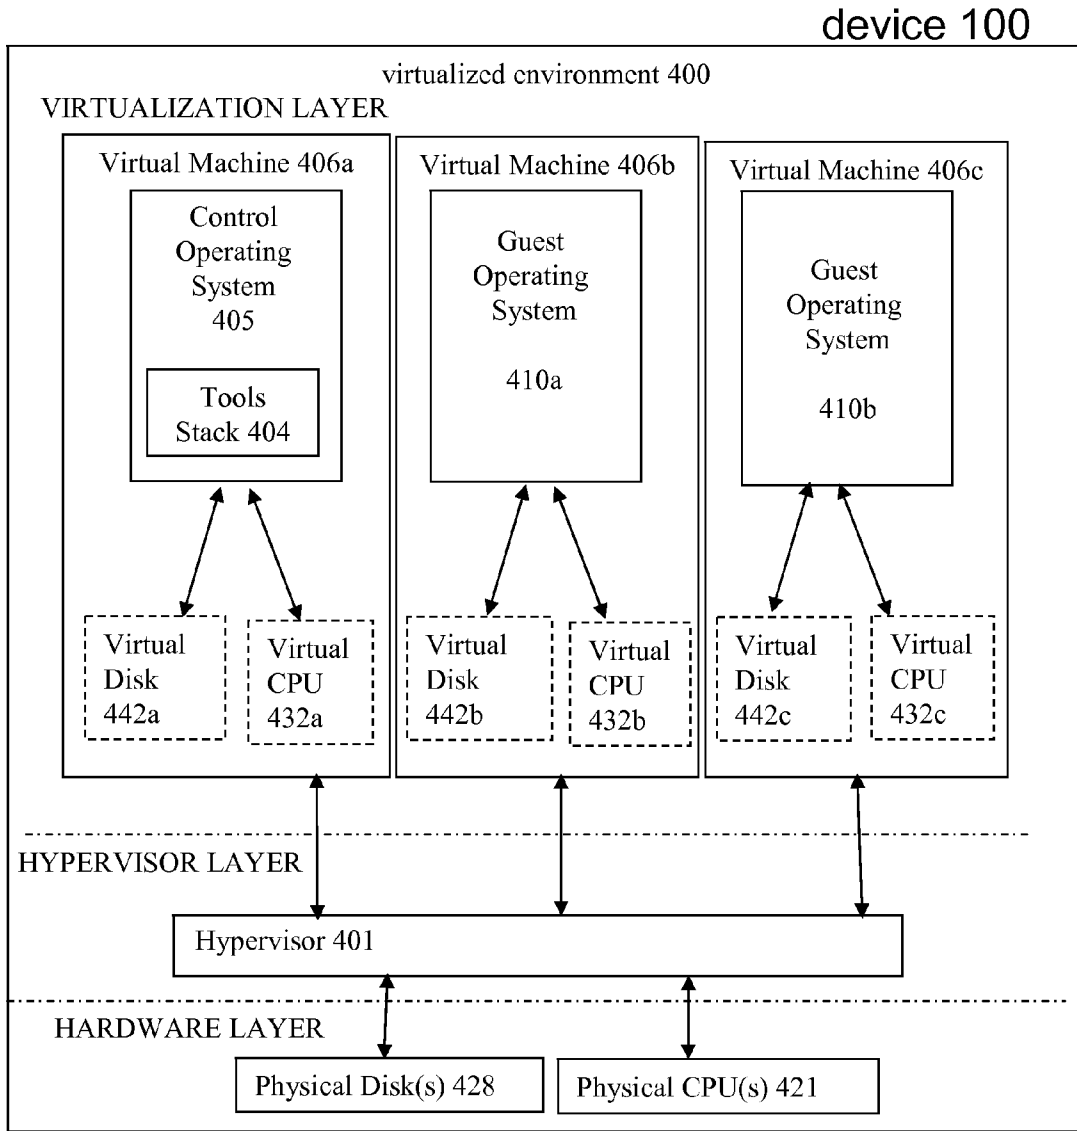 device 100
virtualized environment 400
VIRTUALIZATION LAYER
Virtual Machine 406a
Control
Operating
System
405
Tools
Stack 404
Virtual
Disk
442a
Virtual
CPU
432a
Virtual Machine 406b
Guest
Operating
System
410a
Virtual
Disk
442b
Virtual
CPU
432b
Virtual Machine 406c
Guest
Operating
System
410b
Virtual
Disk
442c
Virtual
CPU
432c
HYPERVISOR LAYER
Hypervisor 401
HARDWARE LAYER
Physical Disk(s) 428
Physical CPU(s) 421